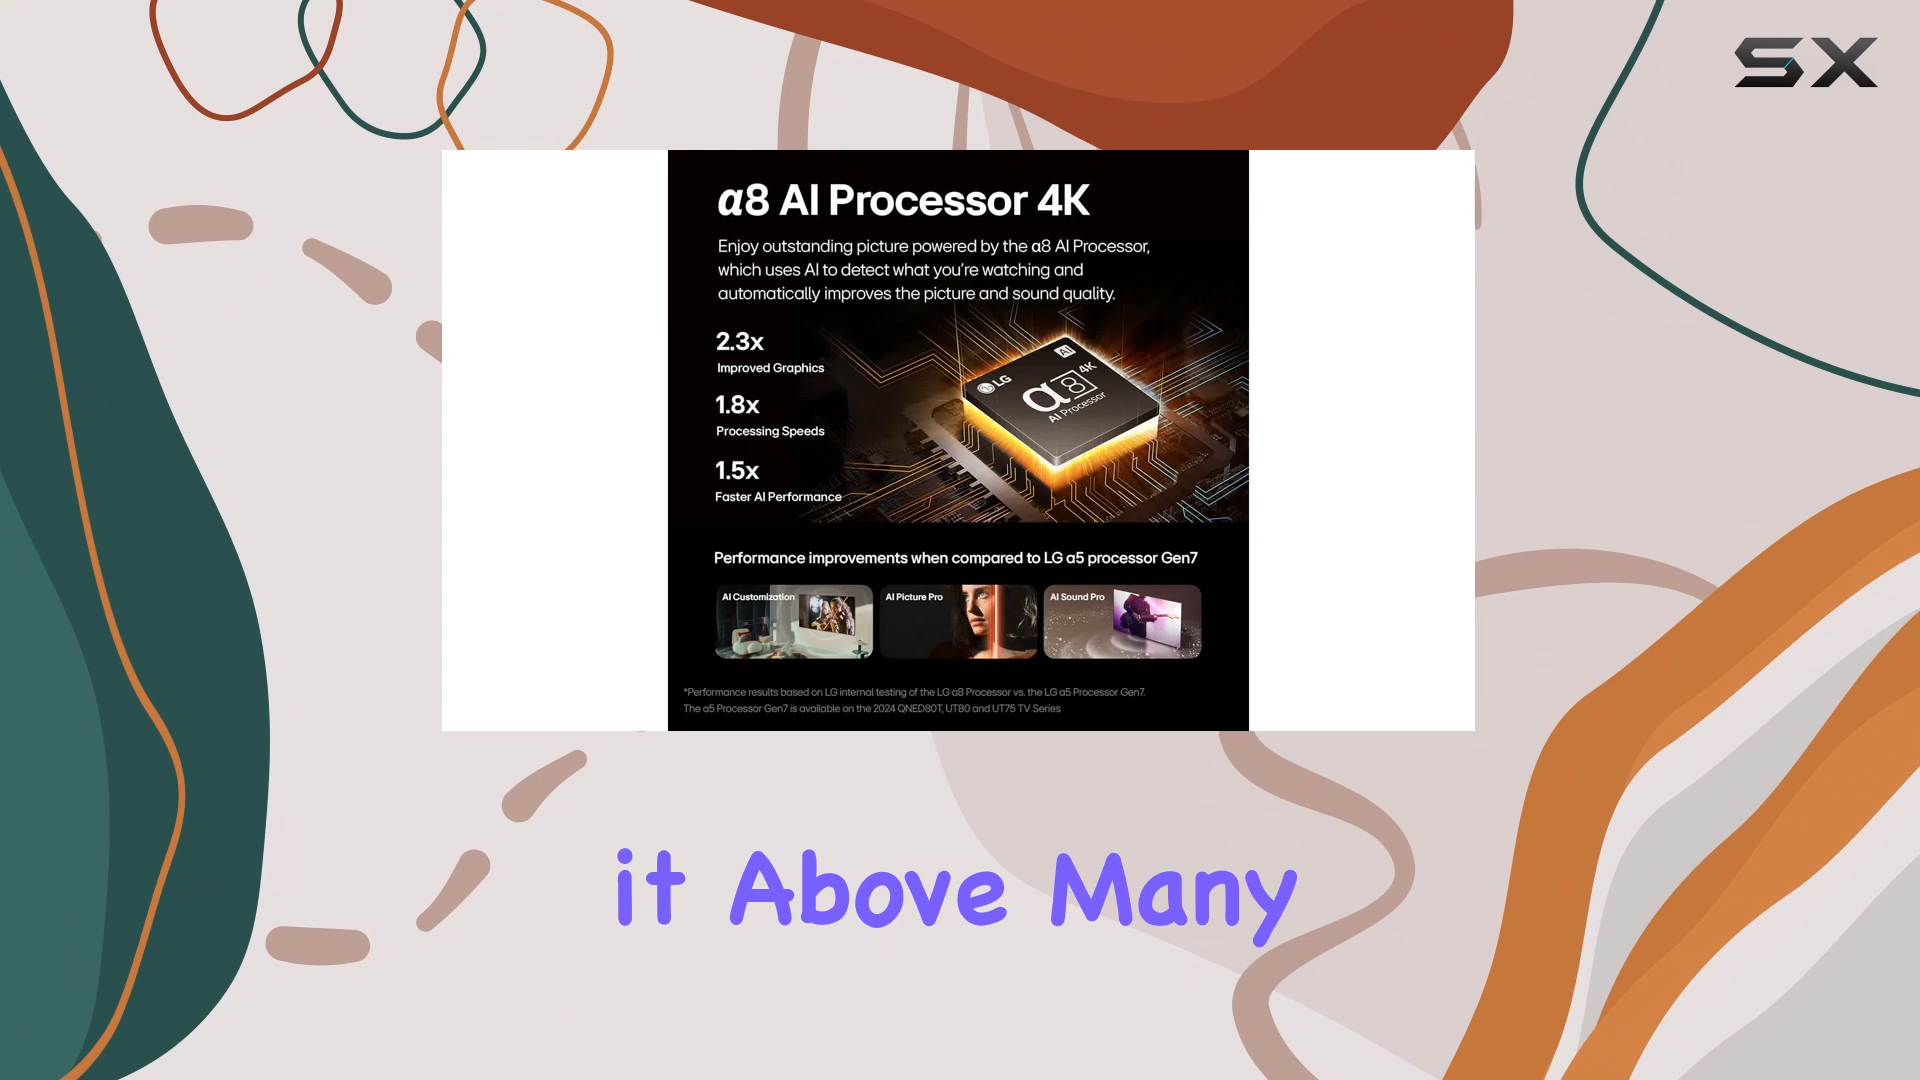 SX
α8 AI Processor 4K
Enjoy outstanding picture powered by the α8 AI Processor,
which uses AI to detect what you're watching and
automatically improves the picture and sound quality.
2.3x
Improved Graphics
1.8x
Processing Speeds
1.5x
Faster AI Performance
AI
LG
α8 4K
AI Processor
Performance improvements when compared to LG α5 processor Gen7
AI Customization
AI Picture Pro
AI Sound Pro
*Performance results based on LG internal testing of the LG α8 Processor vs. the LG α5 Processor Gen7.
The α5 Processor Gen7 is available on the 2024 QNED80T, UT80 and UT75 TV Series
it Above Many